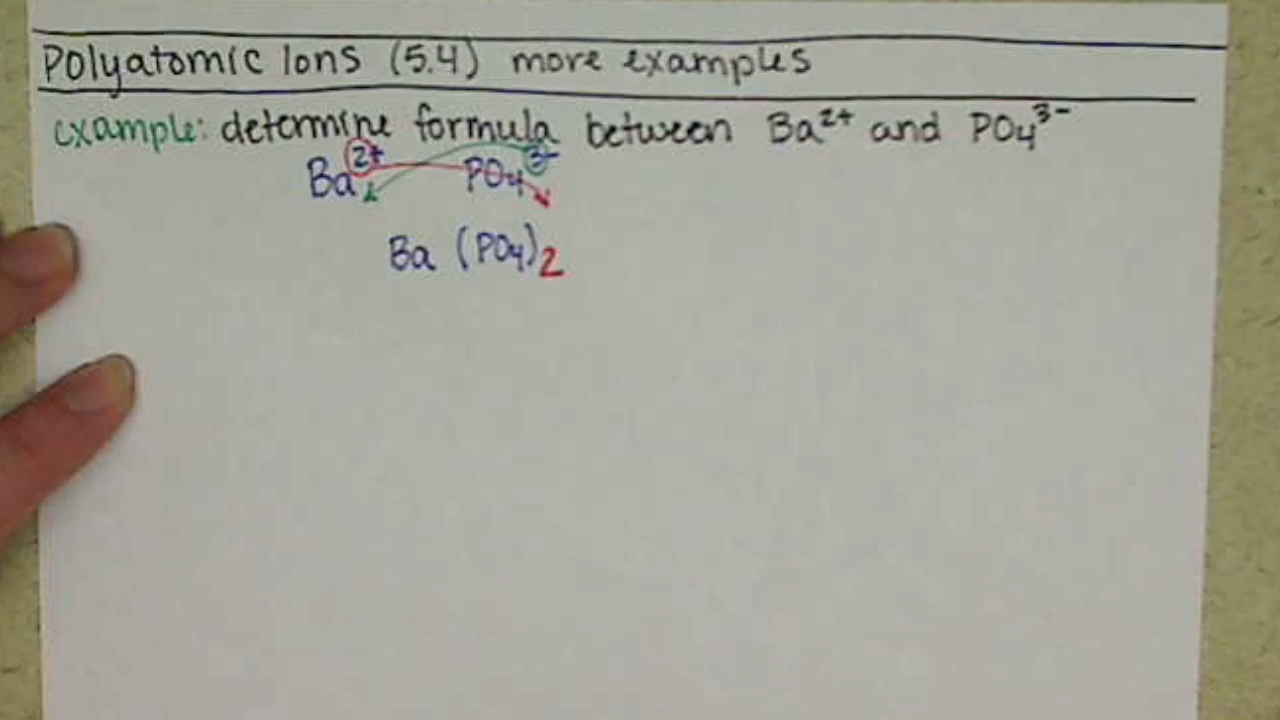 Polyatomic Ions (5.4) more examples
example: determine formula between Ba²⁺ and PO₄³⁻
Ba²⁺ PO₄³⁻
Ba (PO₄)₂